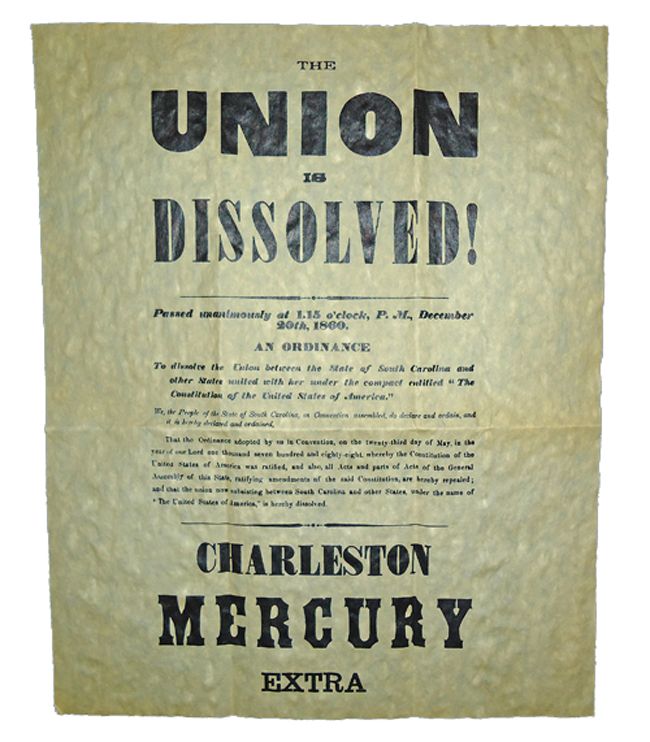 THE
UNION
IS
DISSOLVED!
Passed unanimously at 1.15 o'clock, P. M., December
20th, 1860.
AN ORDINANCE
To dissolve the Union between the State of South Carolina and
other States united with her under the compact entitled "The
Constitution of the United States of America."
We, the People of the State of South Carolina, in Convention assembled, do declare and ordain, and
it is hereby declared and ordained,
That the Ordinance adopted by us in Convention, on the twenty-third day of May, in the
year of our Lord one thousand seven hundred and eighty-eight, whereby the Constitution of the
United States of America was ratified, and also, all Acts and parts of Acts of the General
Assembly of this State, ratifying amendments of the said Constitution, are hereby repealed;
and that the union now subsisting between South Carolina and other States, under the name of
"The United States of America," is hereby dissolved.
CHARLESTON
MERCURY
EXTRA